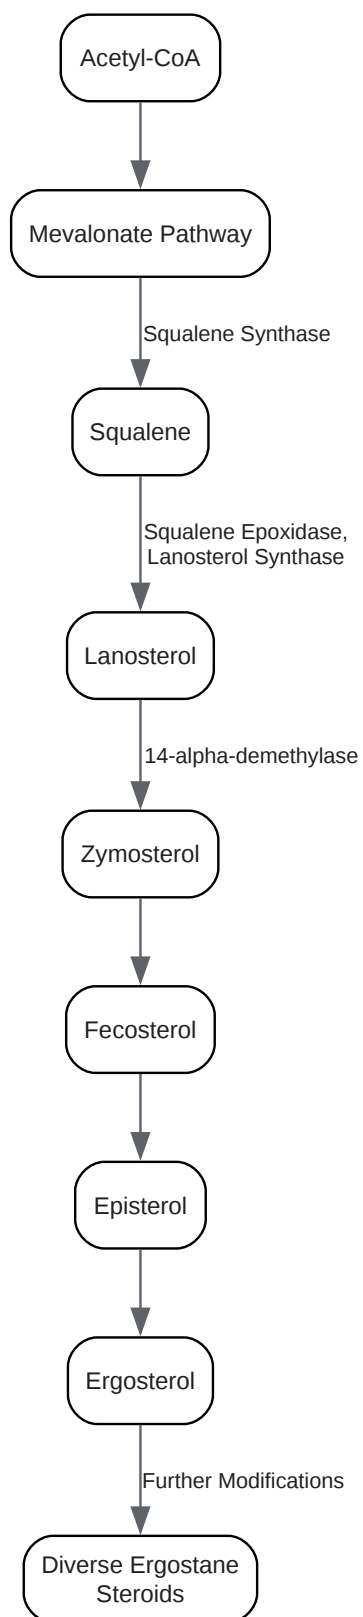 Acetyl-CoA
Mevalonate Pathway
Squalene Synthase
Squalene
Squalene Epoxidase,
Lanosterol Synthase
Lanosterol
14-alpha-demethylase
Zymosterol
Fecosterol
Episterol
Ergosterol
Further Modifications
Diverse Ergostane
Steroids